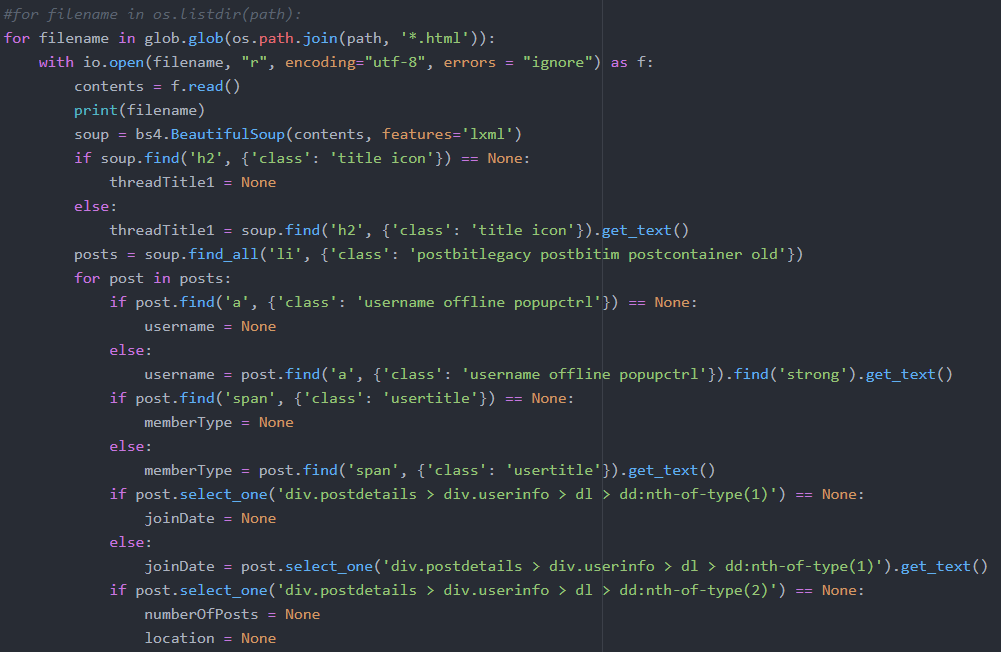 #for filename in os.listdir(path):
for filename in glob.glob(os.path.join(path, '*.html')):
    with io.open(filename, "r", encoding="utf-8", errors = "ignore") as f:
        contents = f.read()
        print(filename)
        soup = bs4.BeautifulSoup(contents, features='lxml')
        if soup.find('h2', {'class': 'title icon'}) == None:
            threadTitle1 = None
        else:
            threadTitle1 = soup.find('h2', {'class': 'title icon'}).get_text()
        posts = soup.find_all('li', {'class': 'postbitlegacy postbitim postcontainer old'})
        for post in posts:
            if post.find('a', {'class': 'username offline popupctrl'}) == None:
                username = None
            else:
                username = post.find('a', {'class': 'username offline popupctrl'}).find('strong').get_text()
            if post.find('span', {'class': 'usertitle'}) == None:
                memberType = None
            else:
                memberType = post.find('span', {'class': 'usertitle'}).get_text()
            if post.select_one('div.postdetails > div.userinfo > dl > dd:nth-of-type(1)') == None:
                joinDate = None
            else:
                joinDate = post.select_one('div.postdetails > div.userinfo > dl > dd:nth-of-type(1)').get_text()
            if post.select_one('div.postdetails > div.userinfo > dl > dd:nth-of-type(2)') == None:
                numberOfPosts = None
                location = None